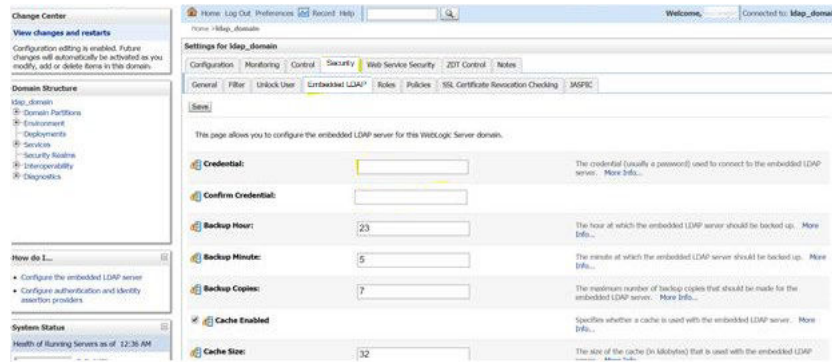 Change Center
View changes and restarts
Configuration editing is enabled. Future
changes will automatically be activated as you
modify, add or delete items in this domain.
Domain Structure
ldap_domain
Domain Partitions
Environment
Deployments
Services
Security Realms
Interoperability
Diagnostics
How do I...
Configure the embedded LDAP server
Configure authentication and identity
assertion providers
System Status
Health of Running Servers as of 12:36 AM
Home Log Out Preferences Record Help
Welcome, Connected to: ldap_domai
Home >ldap_domain
Settings for ldap_domain
Configuration Monitoring Control Security Web Service Security ZDT Control Notes
General Filter Unlock User Embedded LDAP Roles Policies SSL Certificate Revocation Checking JASPIC
Save
This page allows you to configure the embedded LDAP server for this WebLogic Server domain.
Credential: The credential (usually a password) used to connect to the embedded LDAP
server. More Info...
Confirm Credential:
Backup Hour: 23 The hour at which the embedded LDAP server should be backed up. More
Info...
Backup Minute: 5 The minute at which the embedded LDAP server should be backed up. More
Info...
Backup Copies: 7 The maximum number of backup copies that should be made for the
embedded LDAP server. More Info...
Cache Enabled Specifies whether a cache is used with the embedded LDAP server. More
Info...
Cache Size: 32 The size of the cache (in kilobytes) that is used with the embedded LDAP